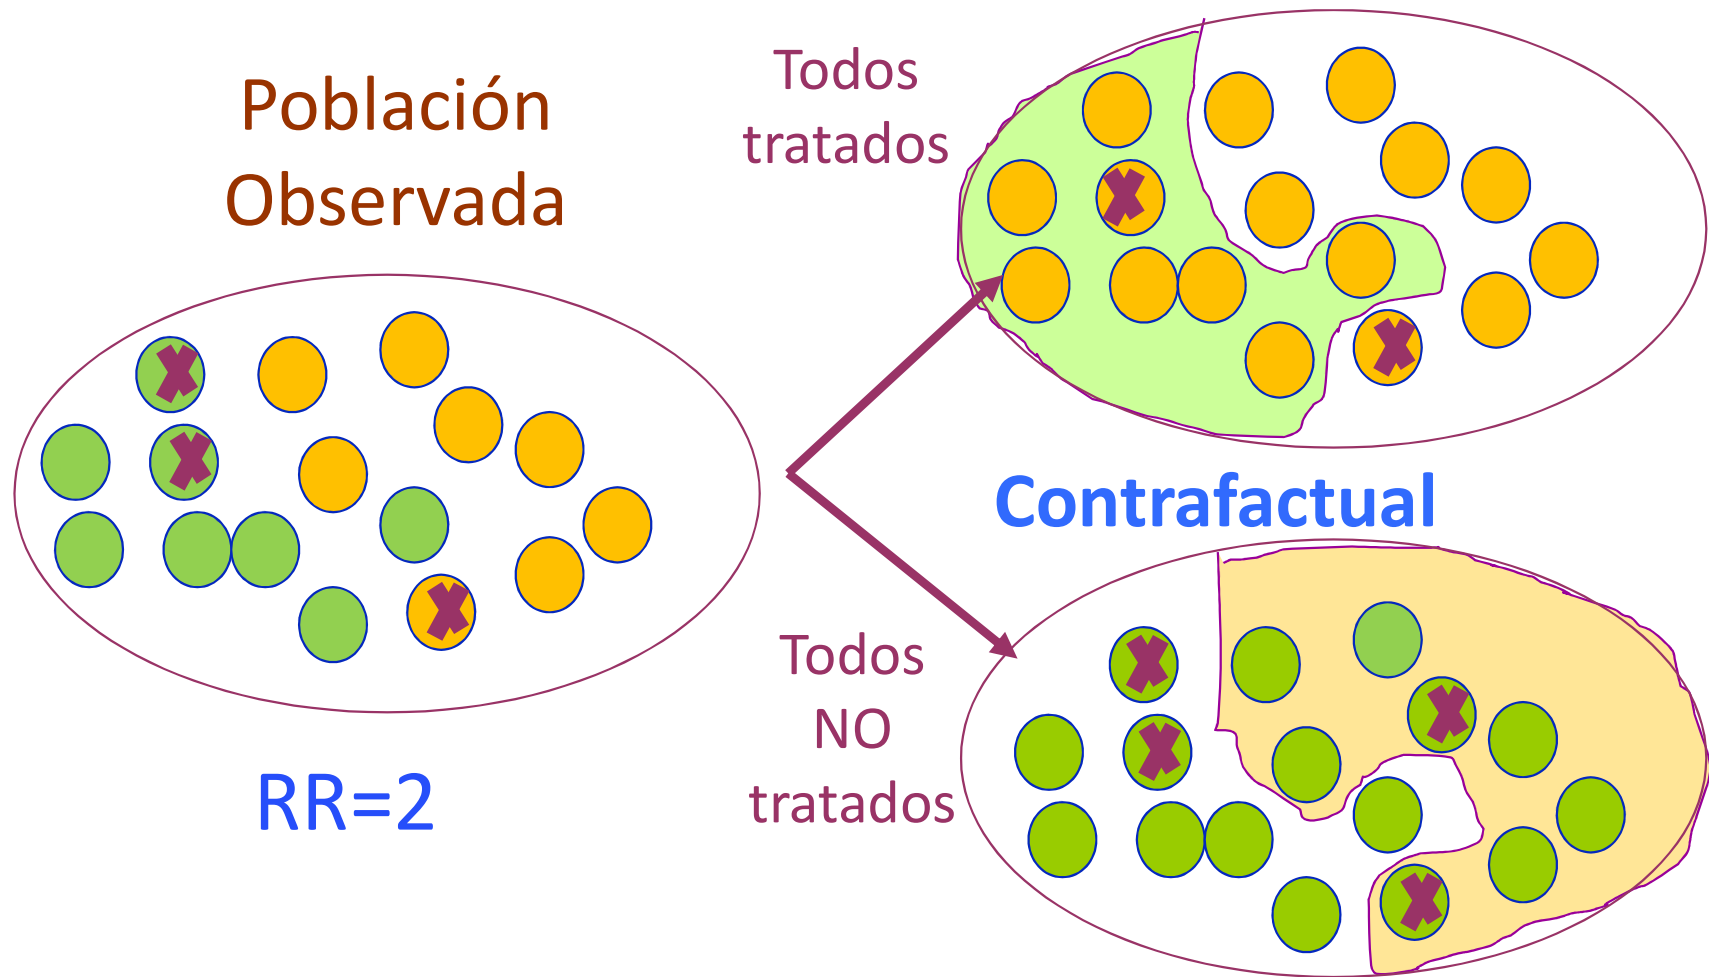 Población
Observada
RR=2
Todos
tratados
Contrafactual
Todos
NO
tratados